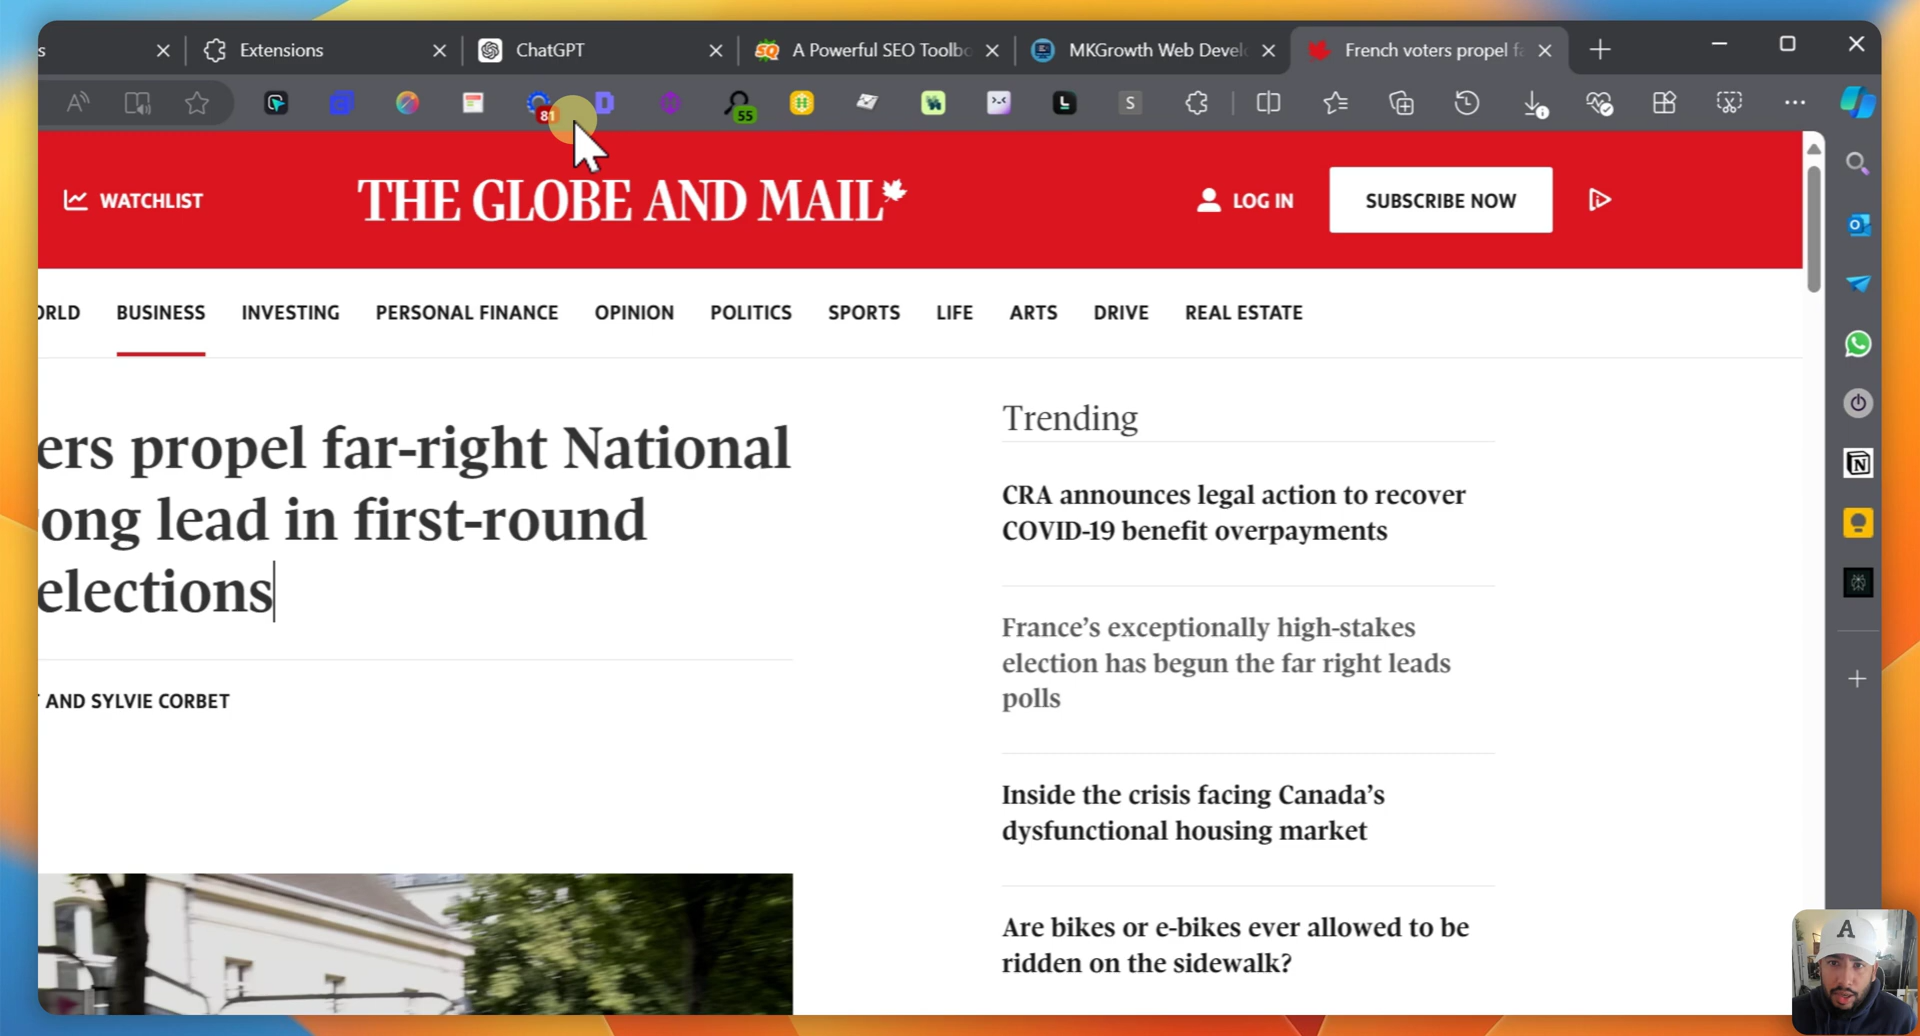 s
Extensions
ChatGPT
A Powerful SEO Toolbo
MKGrowth Web Devel
French voters propel fa
81
55
S
WATCHLIST
THE GLOBE AND MAIL
LOG IN
SUBSCRIBE NOW
ORLD
BUSINESS
INVESTING
PERSONAL FINANCE
OPINION
POLITICS
SPORTS
LIFE
ARTS
DRIVE
REAL ESTATE
ers propel far-right National
ong lead in first-round
elections
AND SYLVIE CORBET
Trending
CRA announces legal action to recover
COVID-19 benefit overpayments
France’s exceptionally high-stakes
election has begun the far right leads
polls
Inside the crisis facing Canada’s
dysfunctional housing market
Are bikes or e-bikes ever allowed to be
ridden on the sidewalk?
A